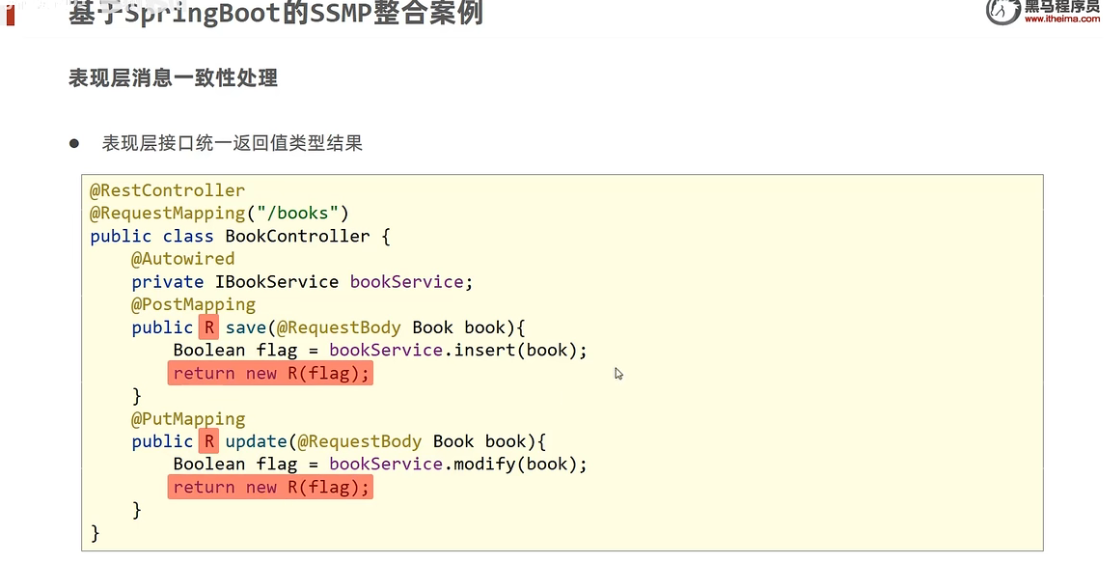 基于SpringBoot的SSMP整合案例
黑马程序员
www.itheima.com
表现层消息一致性处理
● 表现层接口统一返回值类型结果
@RestController
@RequestMapping("/books")
public class BookController {
    @Autowired
    private IBookService bookService;
    @PostMapping
    public R save(@RequestBody Book book){
        Boolean flag = bookService.insert(book);
        return new R(flag);
    }
    @PutMapping
    public R update(@RequestBody Book book){
        Boolean flag = bookService.modify(book);
        return new R(flag);
    }
}